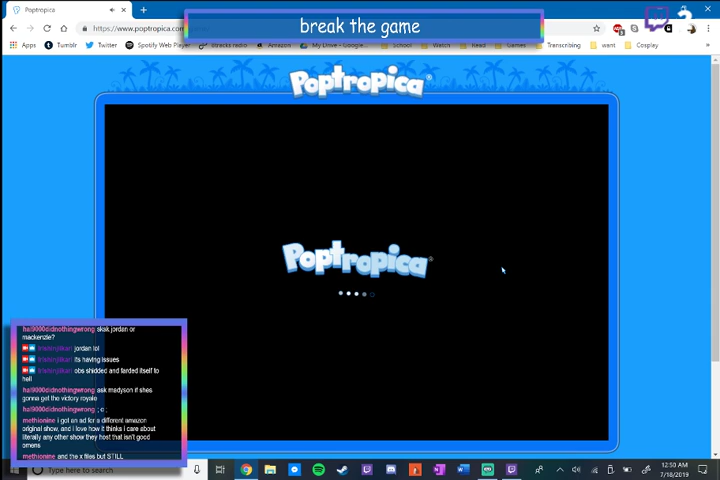 Poptropica
break the game
https://www.poptropica.com
Apps Tumblr Twitter Spotify Web Player Stracks radio Amazon My Drive - Google... School Watch Read Games Transcribing want Cosplay
Poptropica
Poptropica
hal9000didnothingwrong sksk jordan or
mackenzie?
jordan lol
its having issues
obs shidded and farded itself to
hell
hal9000didnothingwrong ask madyson if shes
gonna get the victory royale
hal9000didnothingwrong ; c ;
methionine i got an ad for a different amazon
original show, and i love how it thinks i care about
literally any other show they host that isn't good
omens
methionine and the x files but STILL
Type here to search
12:50 AM
7/18/2019